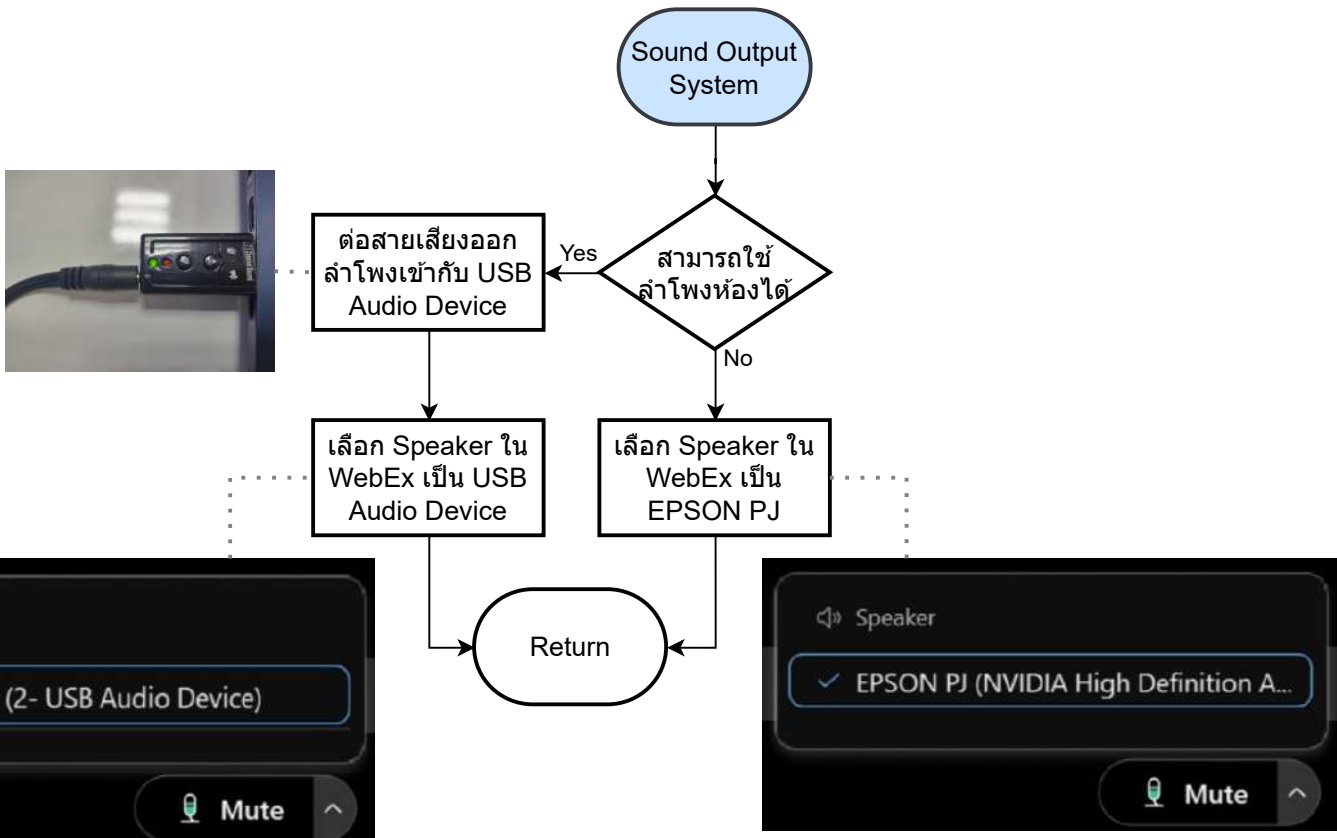 Sound Output
System
สามารถใช้
ลำโพงห้องได้
Yes
No
ต่อสายเสียงออก
ลำโพงเข้ากับ USB
Audio Device
เลือก Speaker ใน
WebEx เป็น USB
Audio Device
เลือก Speaker ใน
WebEx เป็น
EPSON PJ
Return
(2- USB Audio Device)
Mute
Speaker
EPSON PJ (NVIDIA High Definition A...
Mute